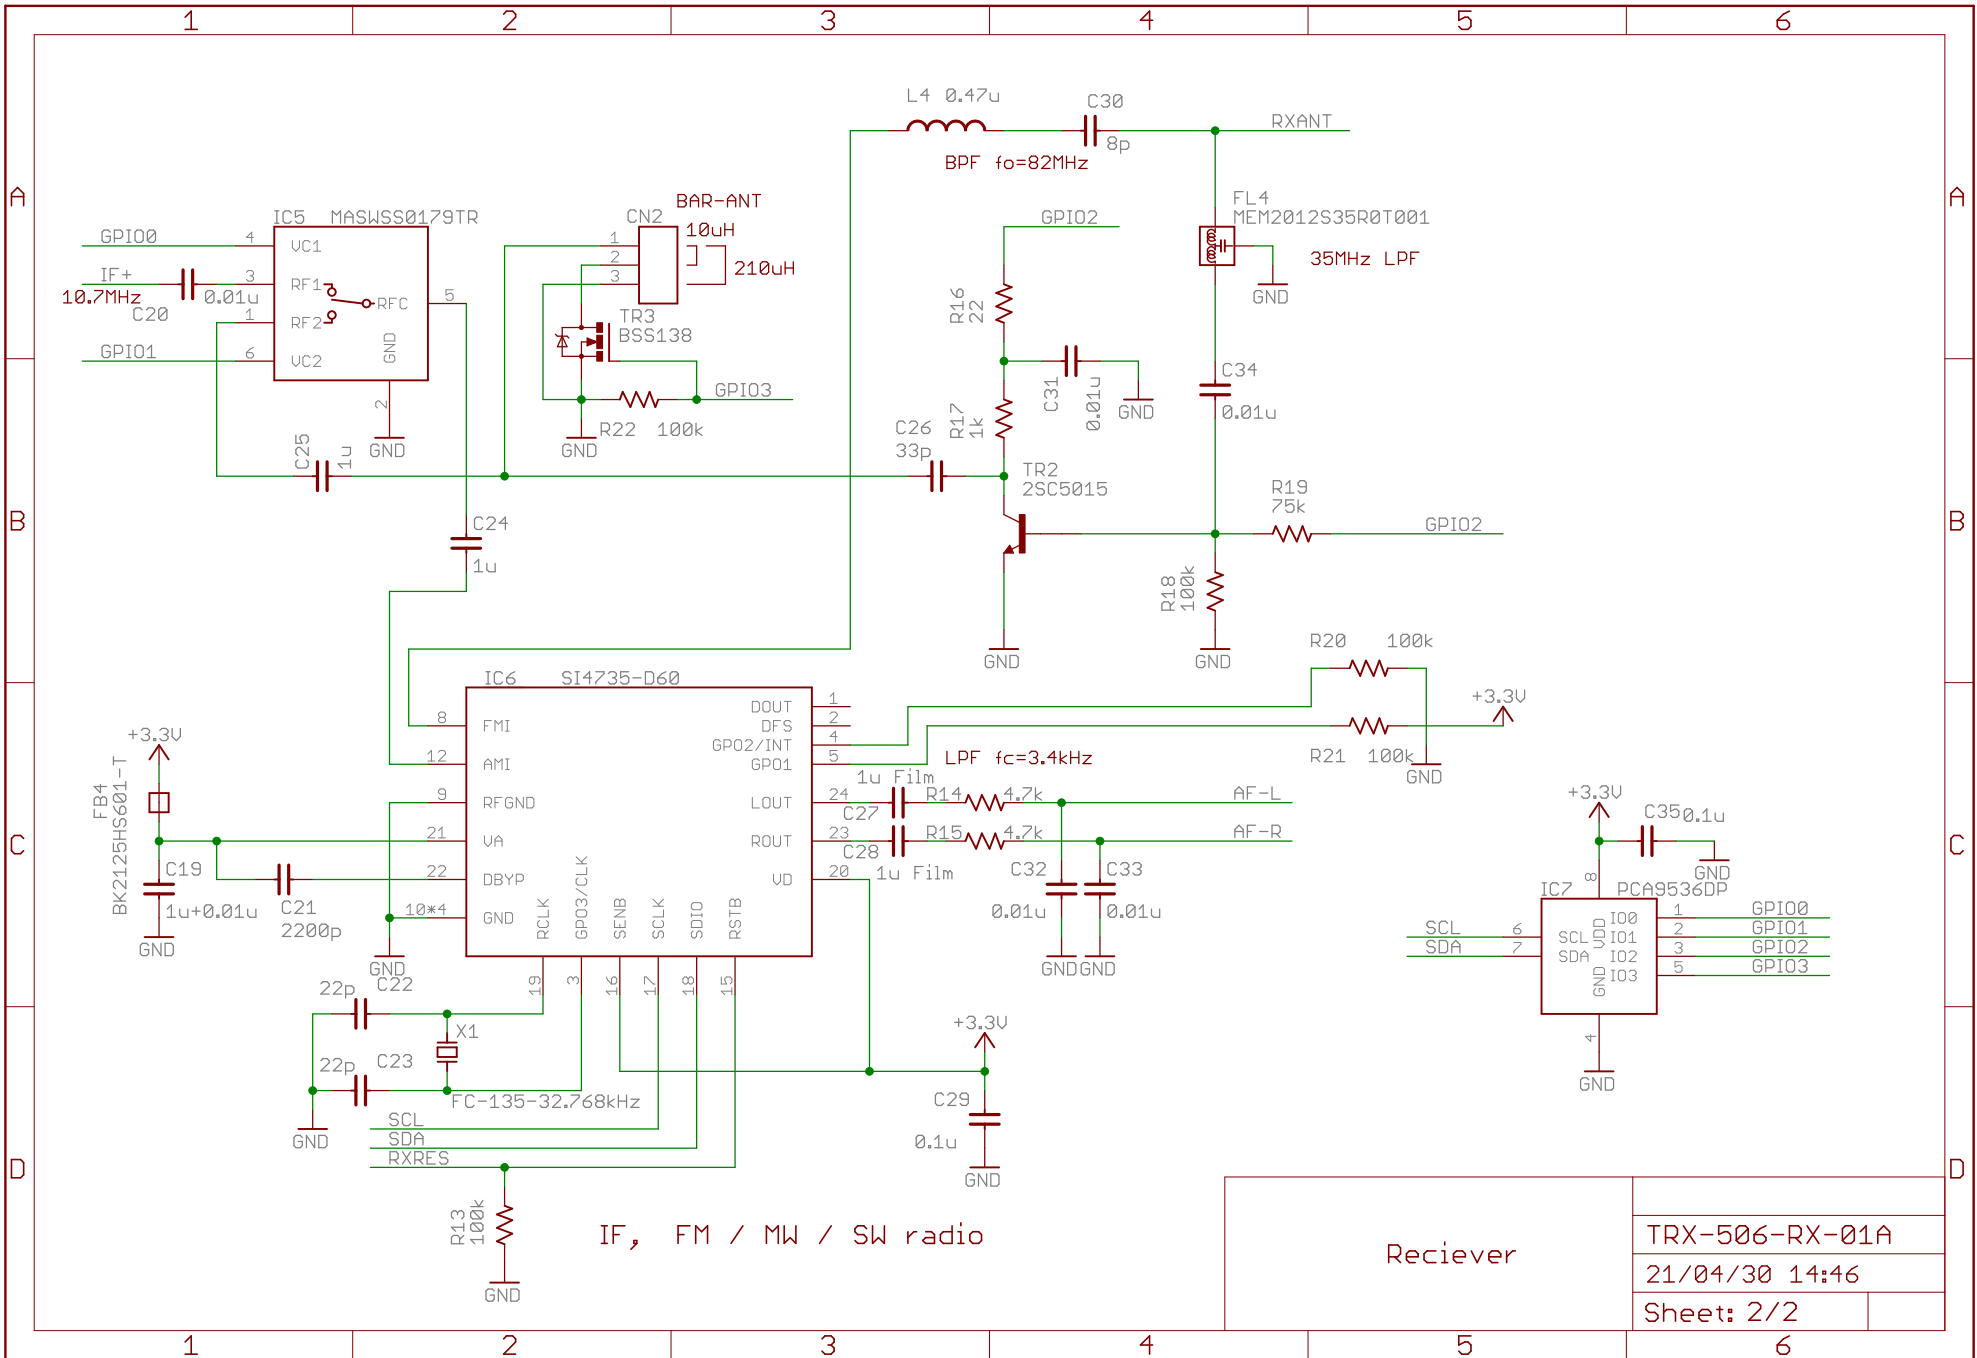 1 2 3 4 5 6
A A
B B
C C
D D
L4 0.47u
C30
8p
RXANT
BPF fo=82MHz
IC5 MASWSS0179TR
GPIO0
4
VC1
IF+
10.7MHz
C20
0.01u
3
RF1
1
RF2
RFC
5
GPIO1
6
VC2
GND
2
GND
CN2
BAR-ANT
1
2
3
10uH
210uH
TR3
BSS138
GPIO3
R22 100k
GND
C25
1u
C24
1u
GPIO2
R16
22
C31
0.01u
GND
R17
1k
C26
33p
TR2
2SC5015
GND
FL4
MEM2012S35R0T001
35MHz LPF
GND
C34
0.01u
R19
75k
GPIO2
R18
100k
GND
R20 100k
R21 100k
+3.3V
GND
IC6 SI4735-D60
8
FMI
12
AMI
9
RFGND
21
VA
22
DBYP
10*4
GND
DOUT
1
DFS
2
GPO2/INT
4
GPO1
5
LOUT
24
ROUT
23
VD
20
RCLK
GPO3/CLK
SENB
SCLK
SDIO
RSTB
19
3
16
17
18
15
+3.3V
FB4
BK2125HS601-T
C19
1u+0.01u
GND
C21
2200p
GND
LPF fc=3.4kHz
1u Film
C27
R14 4.7k
AF-L
C28
1u Film
R15 4.7k
AF-R
C32
0.01u
C33
0.01u
GND
GND
22p C22
22p C23
X1
FC-135-32.768kHz
GND
SCL
SDA
RXRES
R13
100k
GND
+3.3V
C29
0.1u
GND
+3.3V
C35 0.1u
GND
8
IC7 PCA9536DP
SCL
6
SCL
SDA
7
SDA
VDD
GND
IO0
1
GPIO0
IO1
2
GPIO1
IO2
3
GPIO2
IO3
5
GPIO3
4
GND
IF, FM / MW / SW radio
Reciever
TRX-506-RX-01A
21/04/30 14:46
Sheet: 2/2
1 2 3 4 5 6